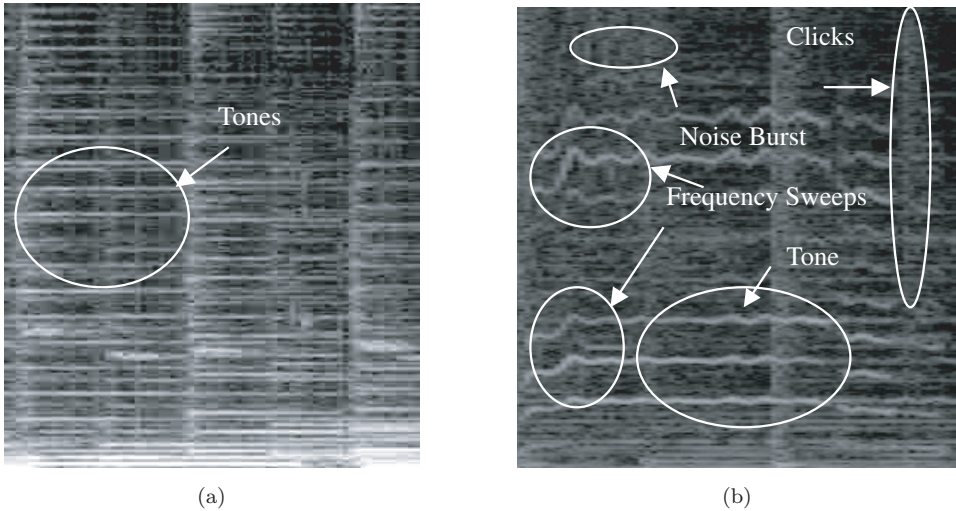 Tones
Clicks
Noise Burst
Frequency Sweeps
Tone
(a)
(b)